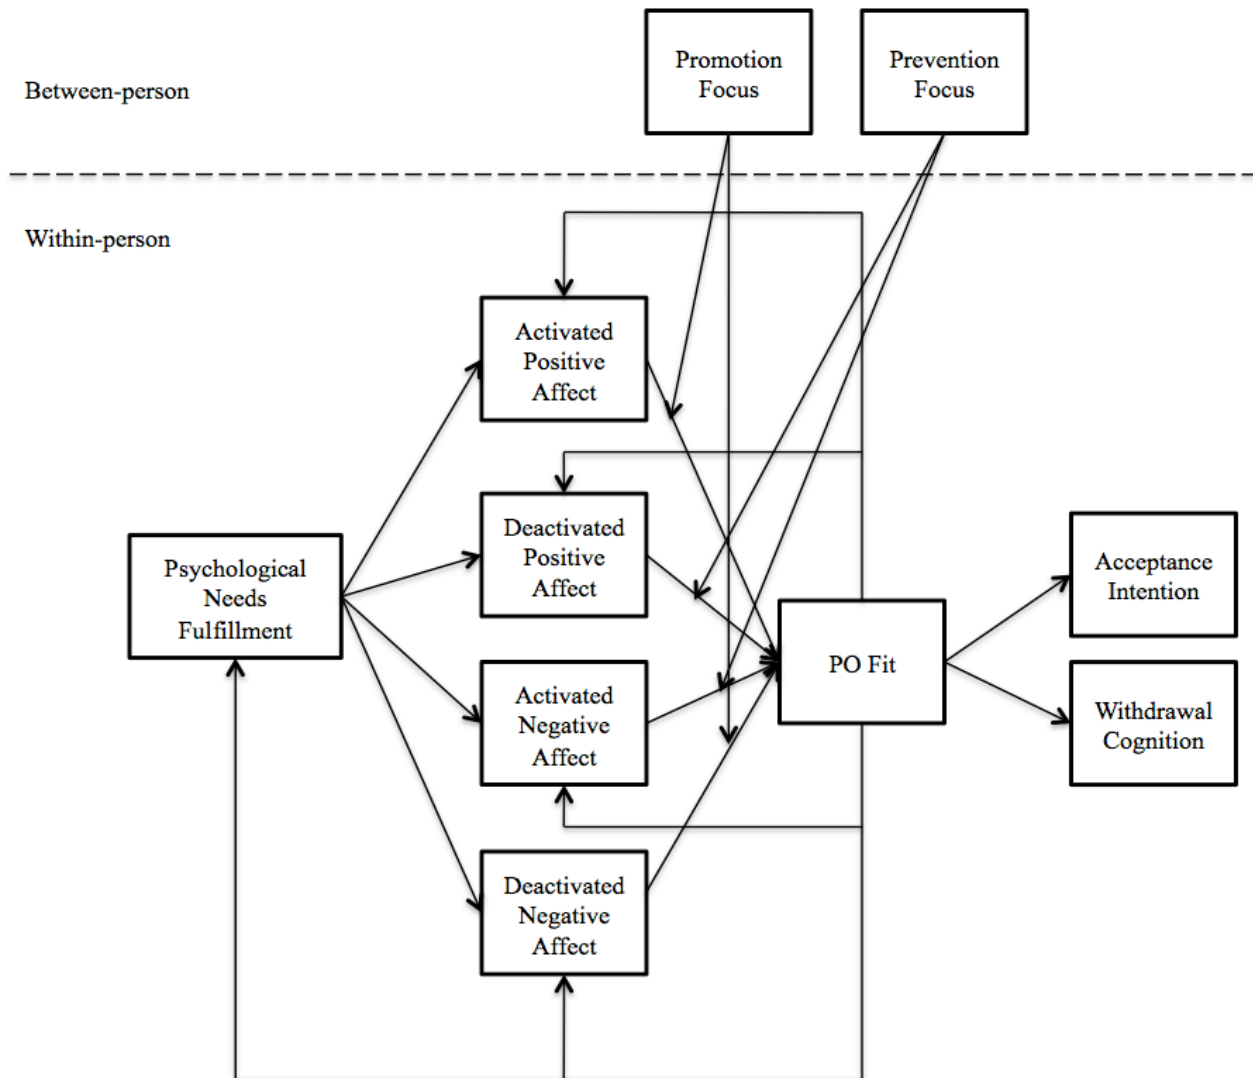 Promotion
Focus
Prevention
Focus
Between-person
Within-person
Activated
Positive
Affect
Deactivated
Positive
Affect
Psychological
Needs
Fulfillment
Activated
Negative
Affect
Deactivated
Negative
Affect
PO Fit
Acceptance
Intention
Withdrawal
Cognition